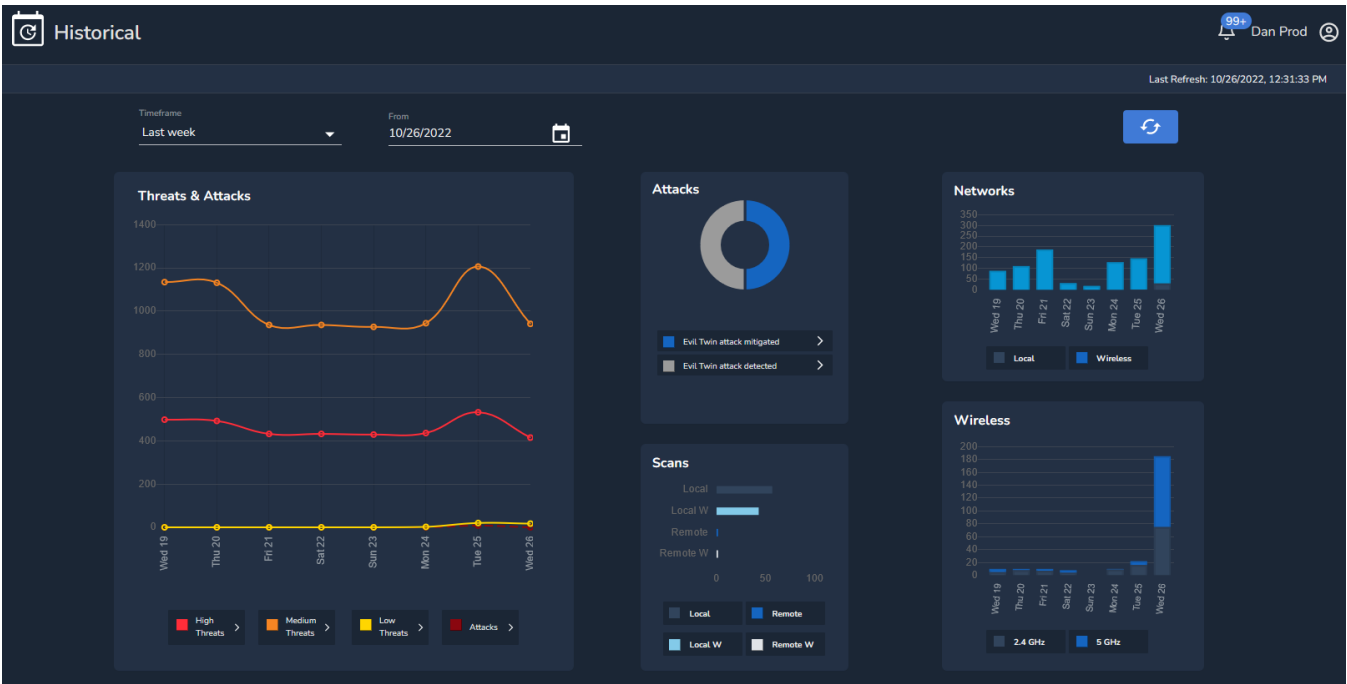 Historical
99+
Dan Prod
Last Refresh: 10/26/2022, 12:31:33 PM
Timeframe
Last week
From
10/26/2022
Threats & Attacks
1400
1200
1000
800
600
400
200
0
Wed 19
Thu 20
Fri 21
Sat 22
Sun 23
Mon 24
Tue 25
Wed 26
High Threats
Medium Threats
Low Threats
Attacks
Attacks
Evil Twin attack mitigated
Evil Twin attack detected
Scans
Local
Local W
Remote
Remote W
0 50 100
Local
Remote
Local W
Remote W
Networks
350
300
250
200
150
100
50
0
Wed 19
Thu 20
Fri 21
Sat 22
Sun 23
Mon 24
Tue 25
Wed 26
Local
Wireless
Wireless
200
180
160
140
120
100
80
60
40
20
0
Wed 19
Thu 20
Fri 21
Sat 22
Sun 23
Mon 24
Tue 25
Wed 26
2.4 GHz
5 GHz